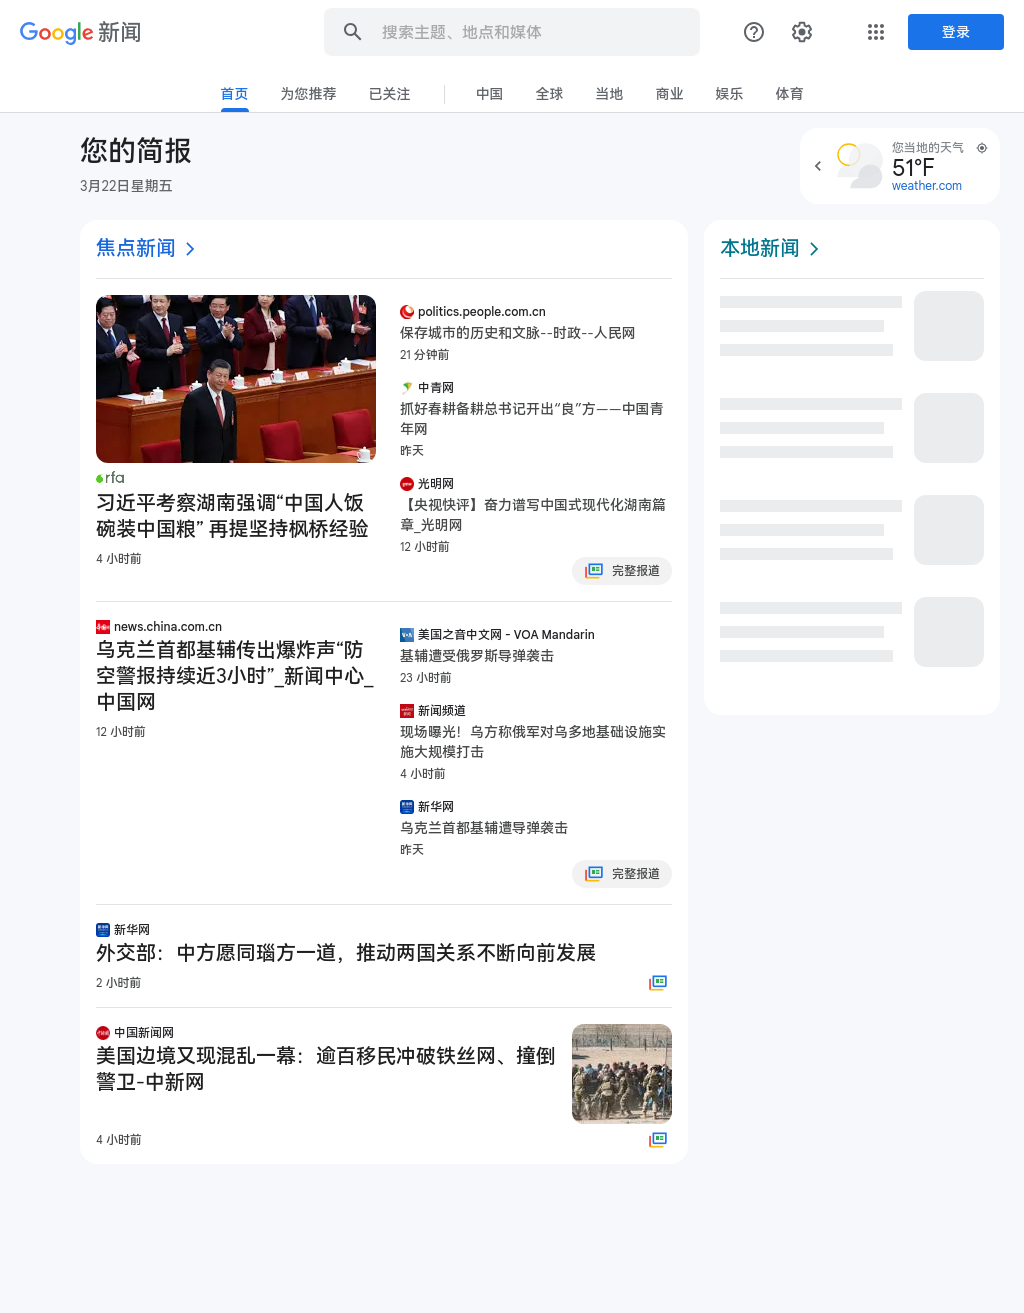 Google 新闻
搜索主题、地点和媒体
登录
首页
为您推荐
已关注
中国
全球
当地
商业
娱乐
体育
您的简报
3月22日星期五
您当地的天气
51°F
weather.com
焦点新闻
rfa
习近平考察湖南强调“中国人饭
碗装中国粮” 再提坚持枫桥经验
4 小时前
politics.people.com.cn
保存城市的历史和文脉--时政--人民网
21 分钟前
中青网
抓好春耕备耕总书记开出“良”方——中国青
年网
昨天
光明网
【央视快评】奋力谱写中国式现代化湖南篇
章_光明网
12 小时前
完整报道
news.china.com.cn
乌克兰首都基辅传出爆炸声“防
空警报持续近3小时”_新闻中心_
中国网
12 小时前
美国之音中文网 - VOA Mandarin
基辅遭受俄罗斯导弹袭击
23 小时前
新闻频道
现场曝光！乌方称俄军对乌多地基础设施实
施大规模打击
4 小时前
新华网
乌克兰首都基辅遭导弹袭击
昨天
完整报道
新华网
外交部：中方愿同瑙方一道，推动两国关系不断向前发展
2 小时前
中国新闻网
美国边境又现混乱一幕：逾百移民冲破铁丝网、撞倒
警卫-中新网
4 小时前
本地新闻